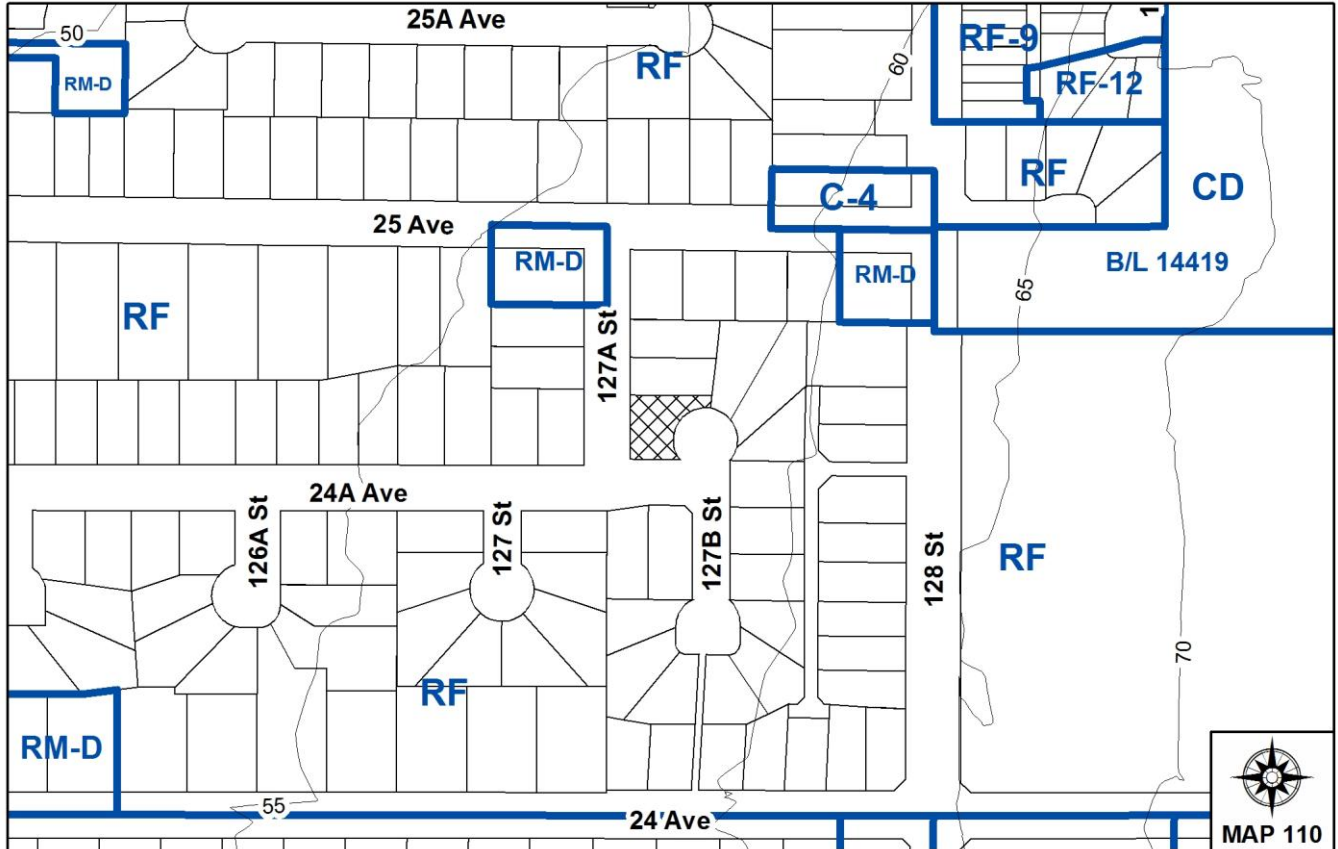 25A Ave
50
RM-D
RF
60
RF-9
1
RF-12
RF
CD
C-4
25 Ave
RM-D
RM-D
B/L 14419
65
RF
127A St
24A Ave
126A St
127 St
127B St
128 St
RF
70
RF
RM-D
55
24 Ave
MAP 110